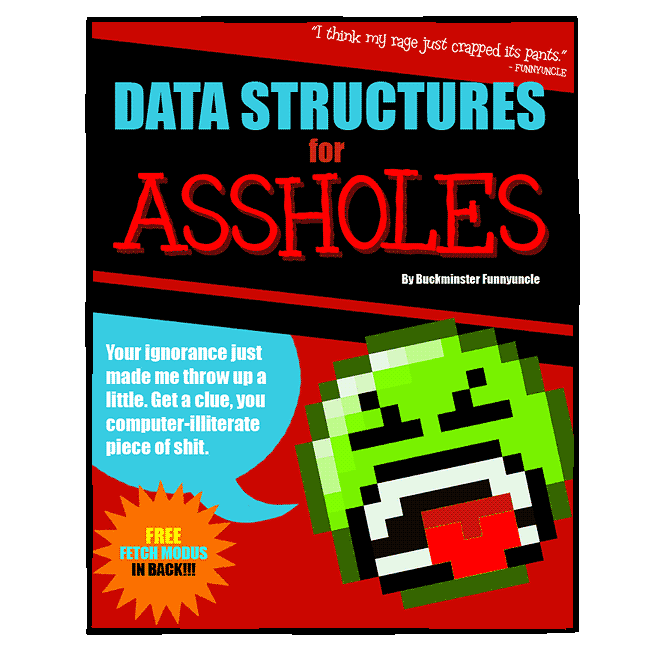 "I think my rage just crapped its pants."
- FUNNYUNCLE
DATA STRUCTURES
for
ASSHOLES
By Buckminster Funnyuncle
Your ignorance just
made me throw up a
little. Get a clue, you
computer-illiterate
piece of shit.
FREE
FETCH MODUS
IN BACK!!!